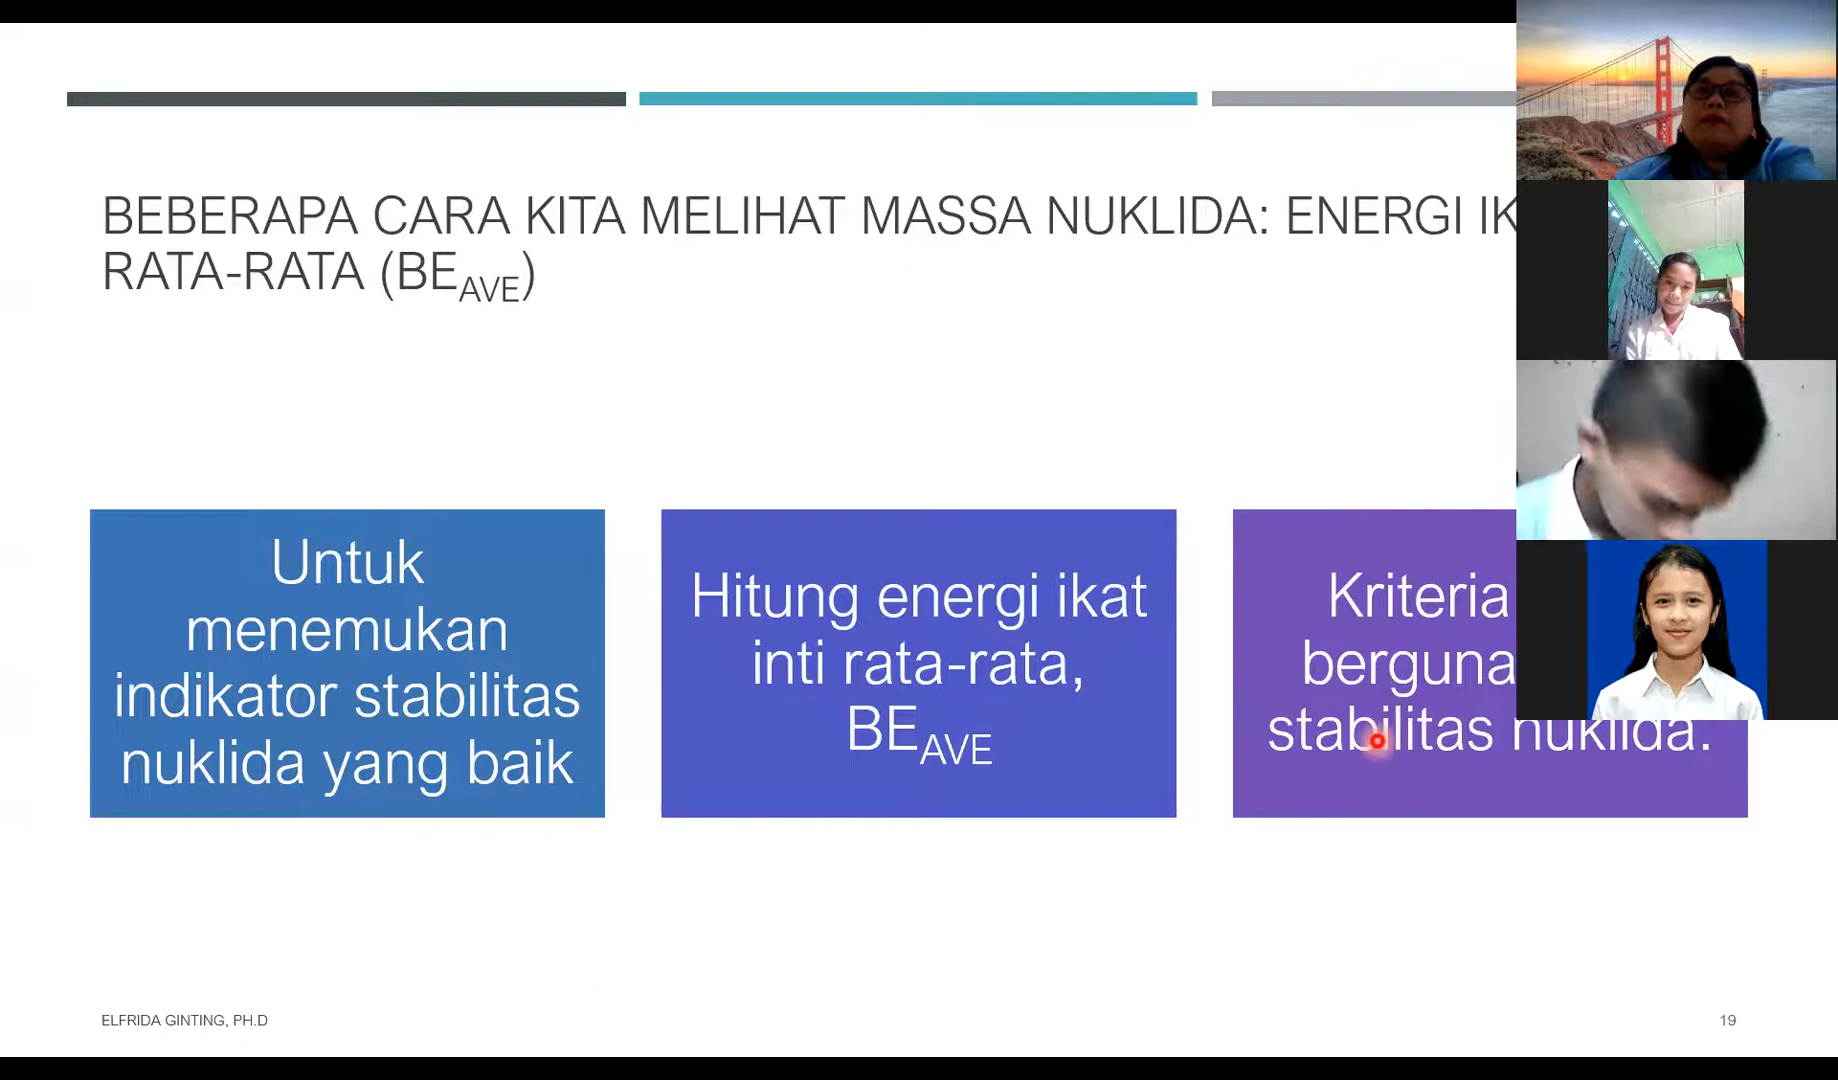 BEBERAPA CARA KITA MELIHAT MASSA NUKLIDA: ENERGI
RATA-RATA (BEAVE)
Untuk
menemukan
indikator stabilitas
nuklida yang baik
Hitung energi ikat
inti rata-rata,
BEAVE
Kriteria
berguna
stabilitas nuklida.
ELFRIDA GINTING, PH.D
19